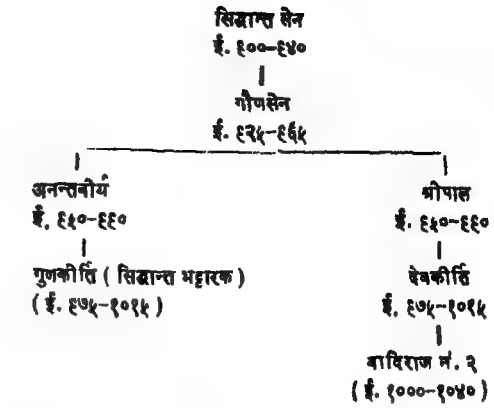 सिद्धान्त सेन
ई. ९००-९४०
गौणसेन
ई. ९२५-९६५
अनन्तवीर्य
ई. ९५०-९९०
श्रीपाल
ई. ९५०-९९०
गुणकीर्ति ( सिद्धान्त भट्टारक )
( ई. ९७५-१०१५ )
देवकीर्ति
ई. ९७५-१०१५
वादिराज नं. २
( ई. १०००-१०४० )